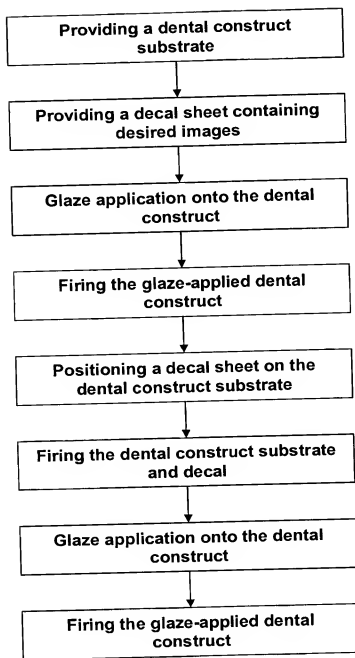 Providing a dental construct
substrate
Providing a decal sheet containing
desired images
Glaze application onto the dental
construct
Firing the glaze-applied dental
construct
Positioning a decal sheet on the
dental construct substrate
Firing the dental construct substrate
and decal
Glaze application onto the dental
construct
Firing the glaze-applied dental
construct